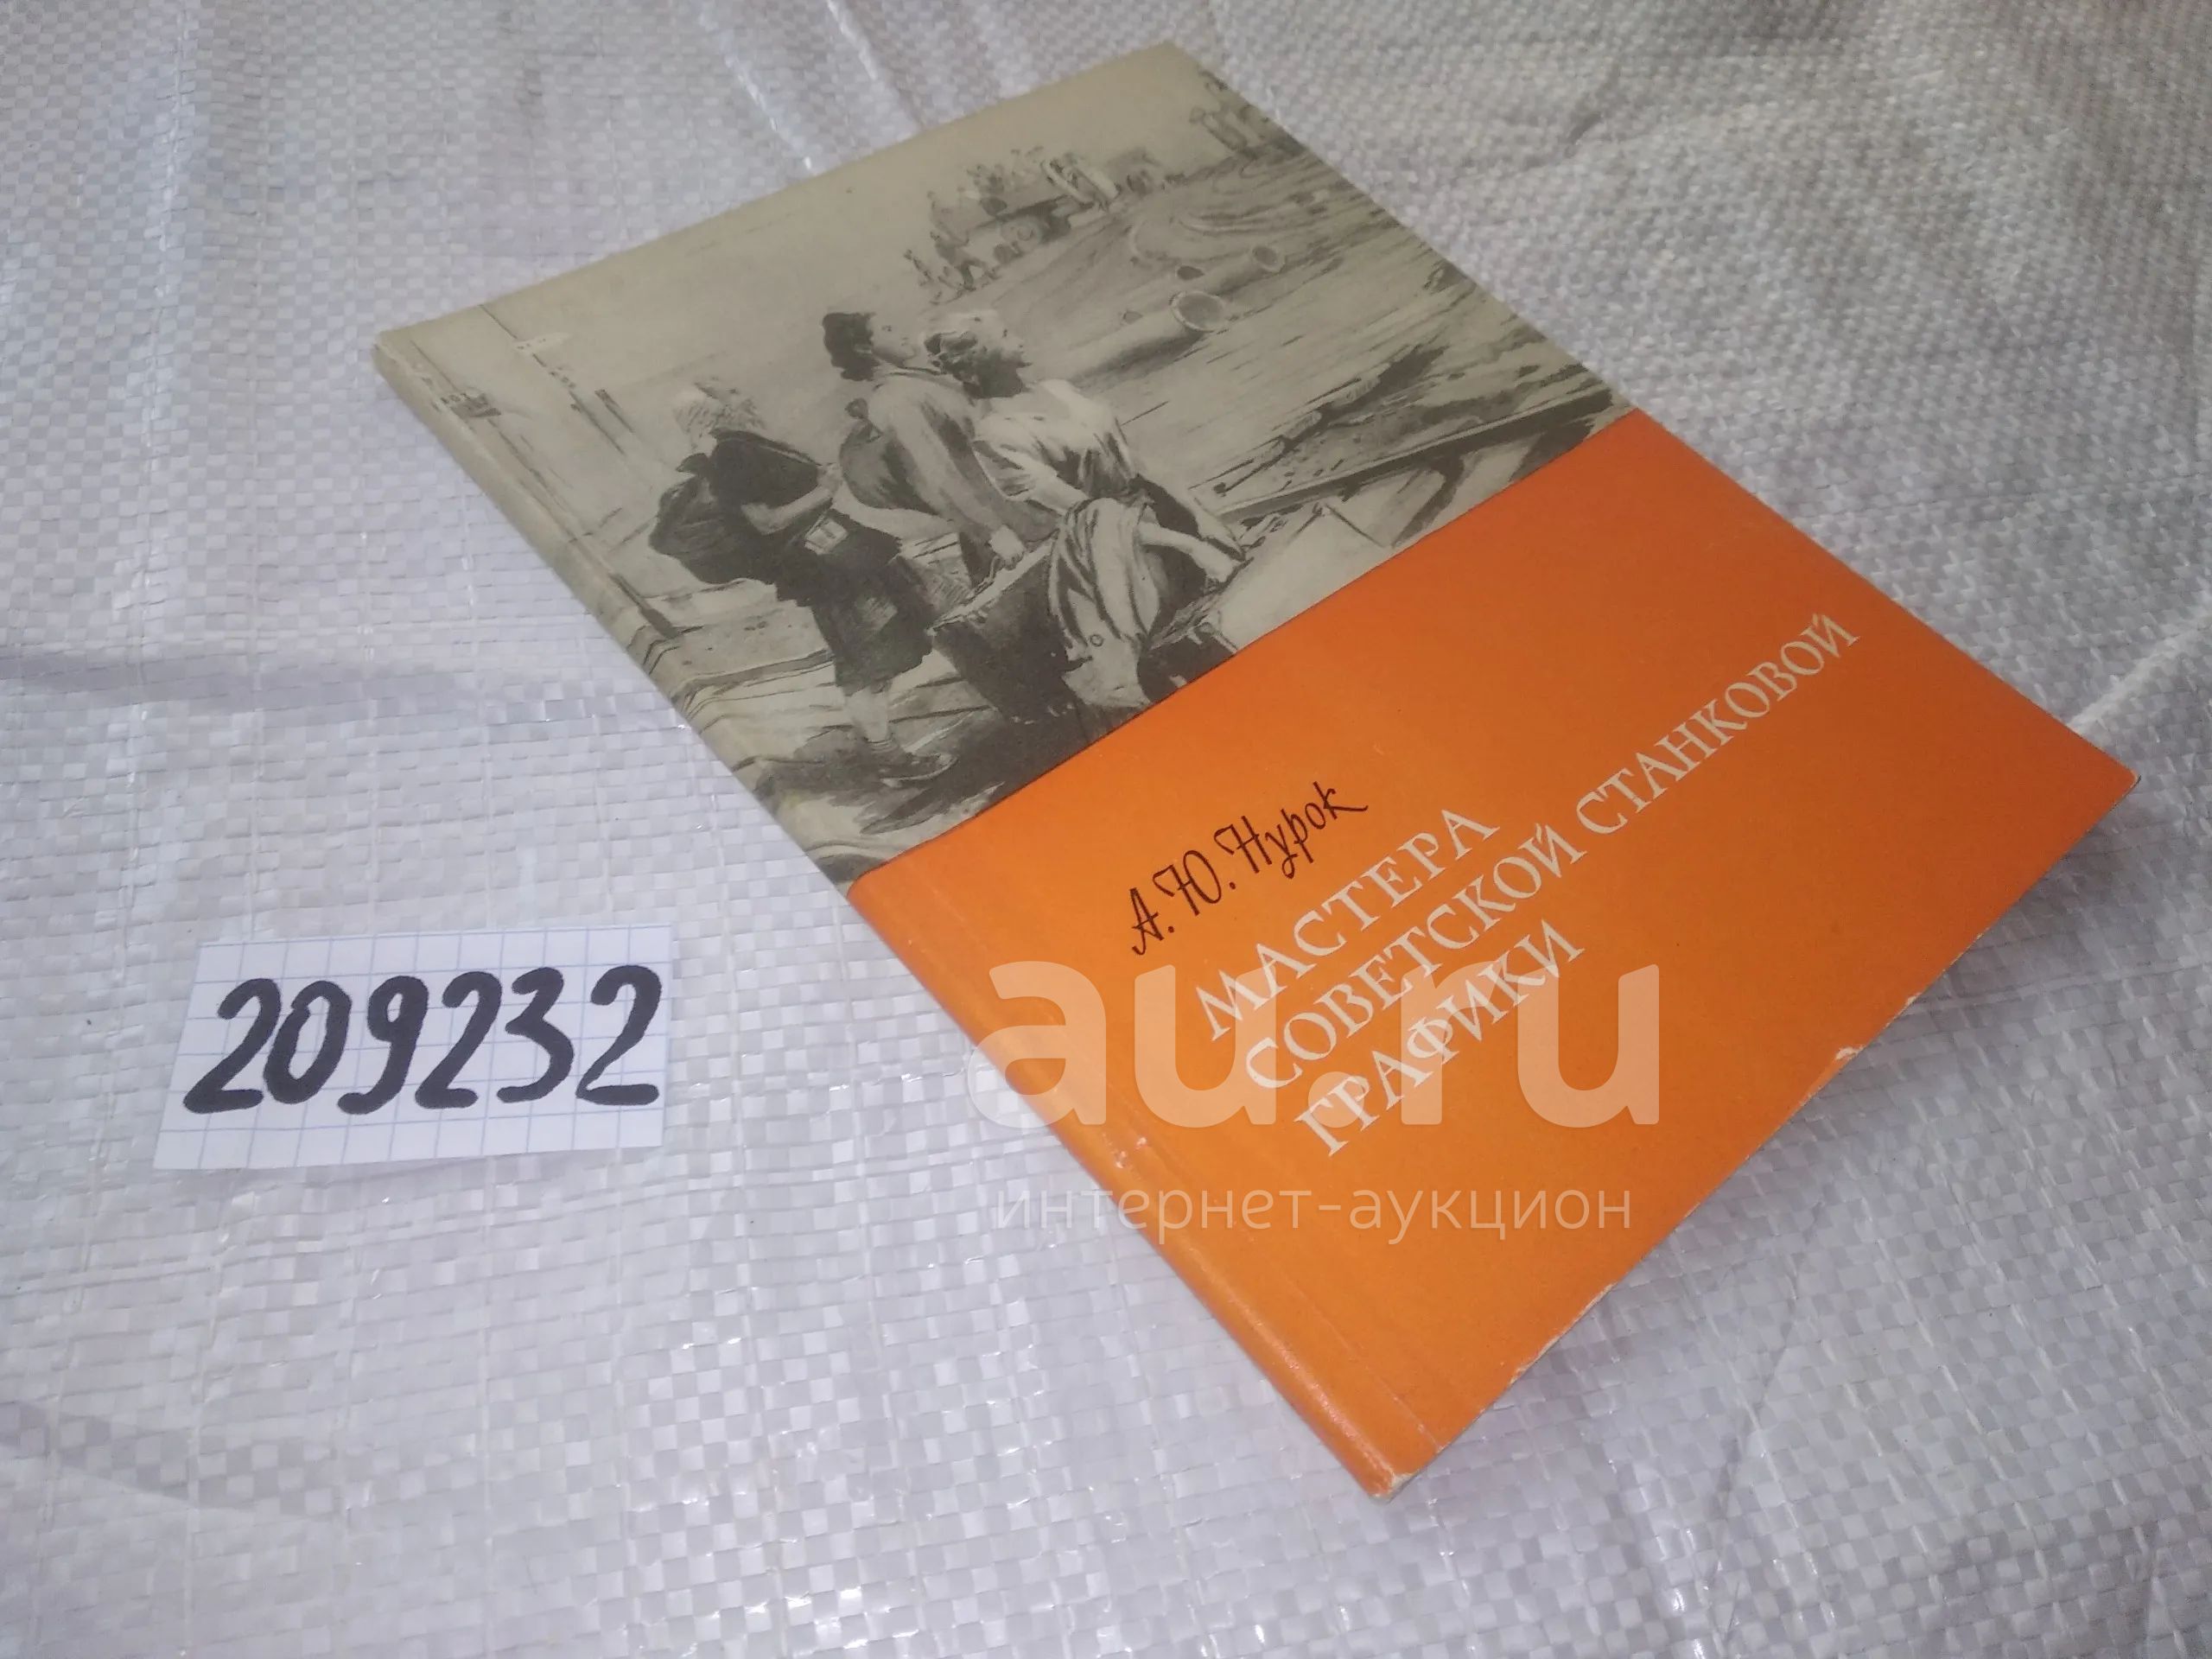 А. Ю. Нурок
МАСТЕРА
СОВЕТСКОЙ СТАНКОВОЙ
ГРАФИКИ
209232
au.ru
интернет-аукцион